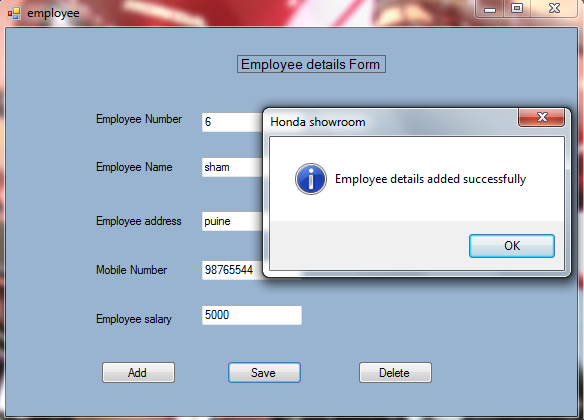 employee
Employee details Form
Employee Number 6
Honda showroom
Employee Name sham
Employee details added successfully
Employee address puine
OK
Mobile Number 98765544
Employee salary 5000
Add Save Delete